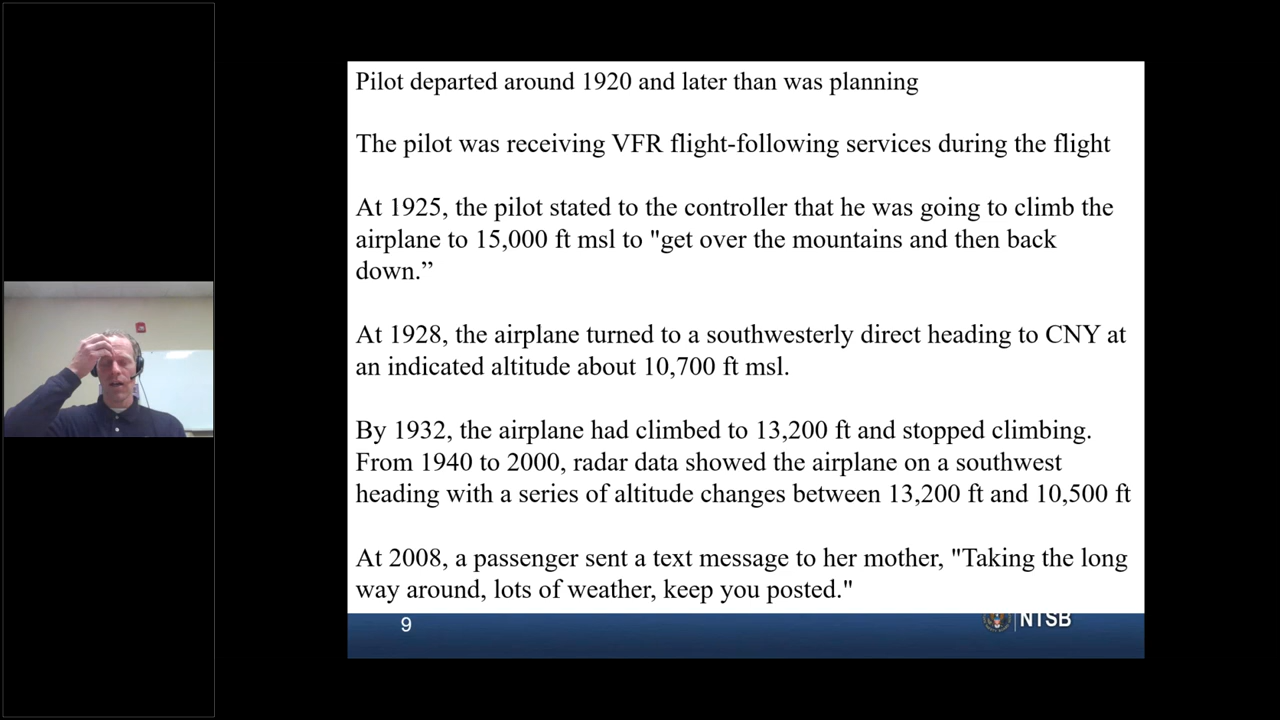 Pilot departed around 1920 and later than was planning
The pilot was receiving VFR flight-following services during the flight
At 1925, the pilot stated to the controller that he was going to climb the
airplane to 15,000 ft msl to "get over the mountains and then back
down.”
At 1928, the airplane turned to a southwesterly direct heading to CNY at
an indicated altitude about 10,700 ft msl.
By 1932, the airplane had climbed to 13,200 ft and stopped climbing.
From 1940 to 2000, radar data showed the airplane on a southwest
heading with a series of altitude changes between 13,200 ft and 10,500 ft
At 2008, a passenger sent a text message to her mother, "Taking the long
way around, lots of weather, keep you posted."
9
NTSB